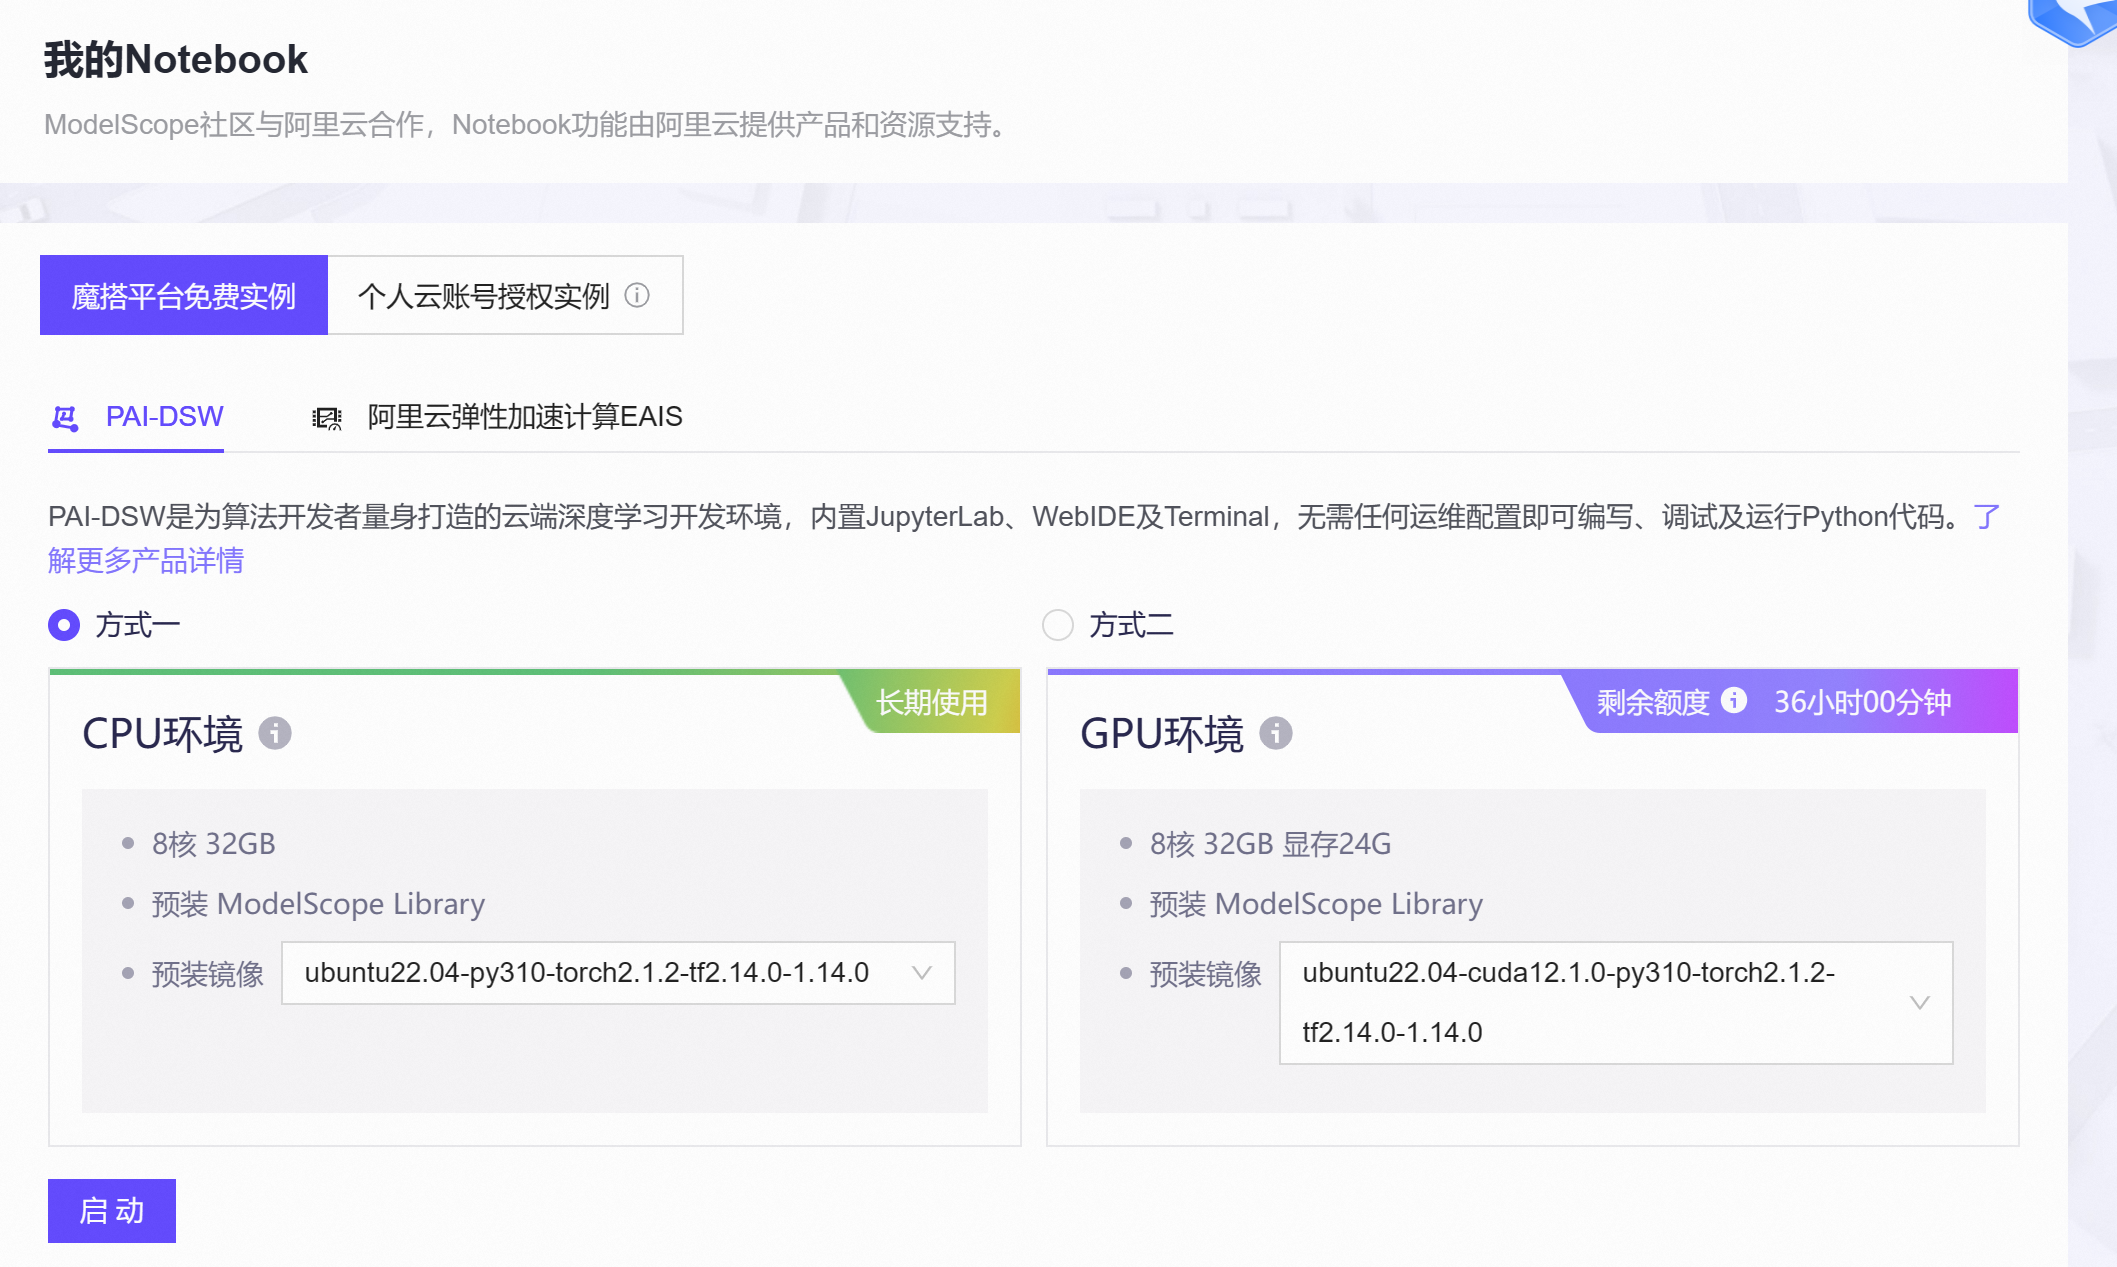 我的Notebook
ModelScope社区与阿里云合作，Notebook功能由阿里云提供产品和资源支持。
魔搭平台免费实例 个人云账号授权实例
PAI-DSW 阿里云弹性加速计算EAIS
PAI-DSW是为算法开发者量身打造的云端深度学习开发环境，内置JupyterLab、WebIDE及Terminal，无需任何运维配置即可编写、调试及运行Python代码。了
解更多产品详情
方式一
长期使用
CPU环境
8核 32GB
预装 ModelScope Library
预装镜像 ubuntu22.04-py310-torch2.1.2-tf2.14.0-1.14.0
方式二
剩余额度 36小时00分钟
GPU环境
8核 32GB 显存24G
预装 ModelScope Library
预装镜像 ubuntu22.04-cuda12.1.0-py310-torch2.1.2-
tf2.14.0-1.14.0
启 动